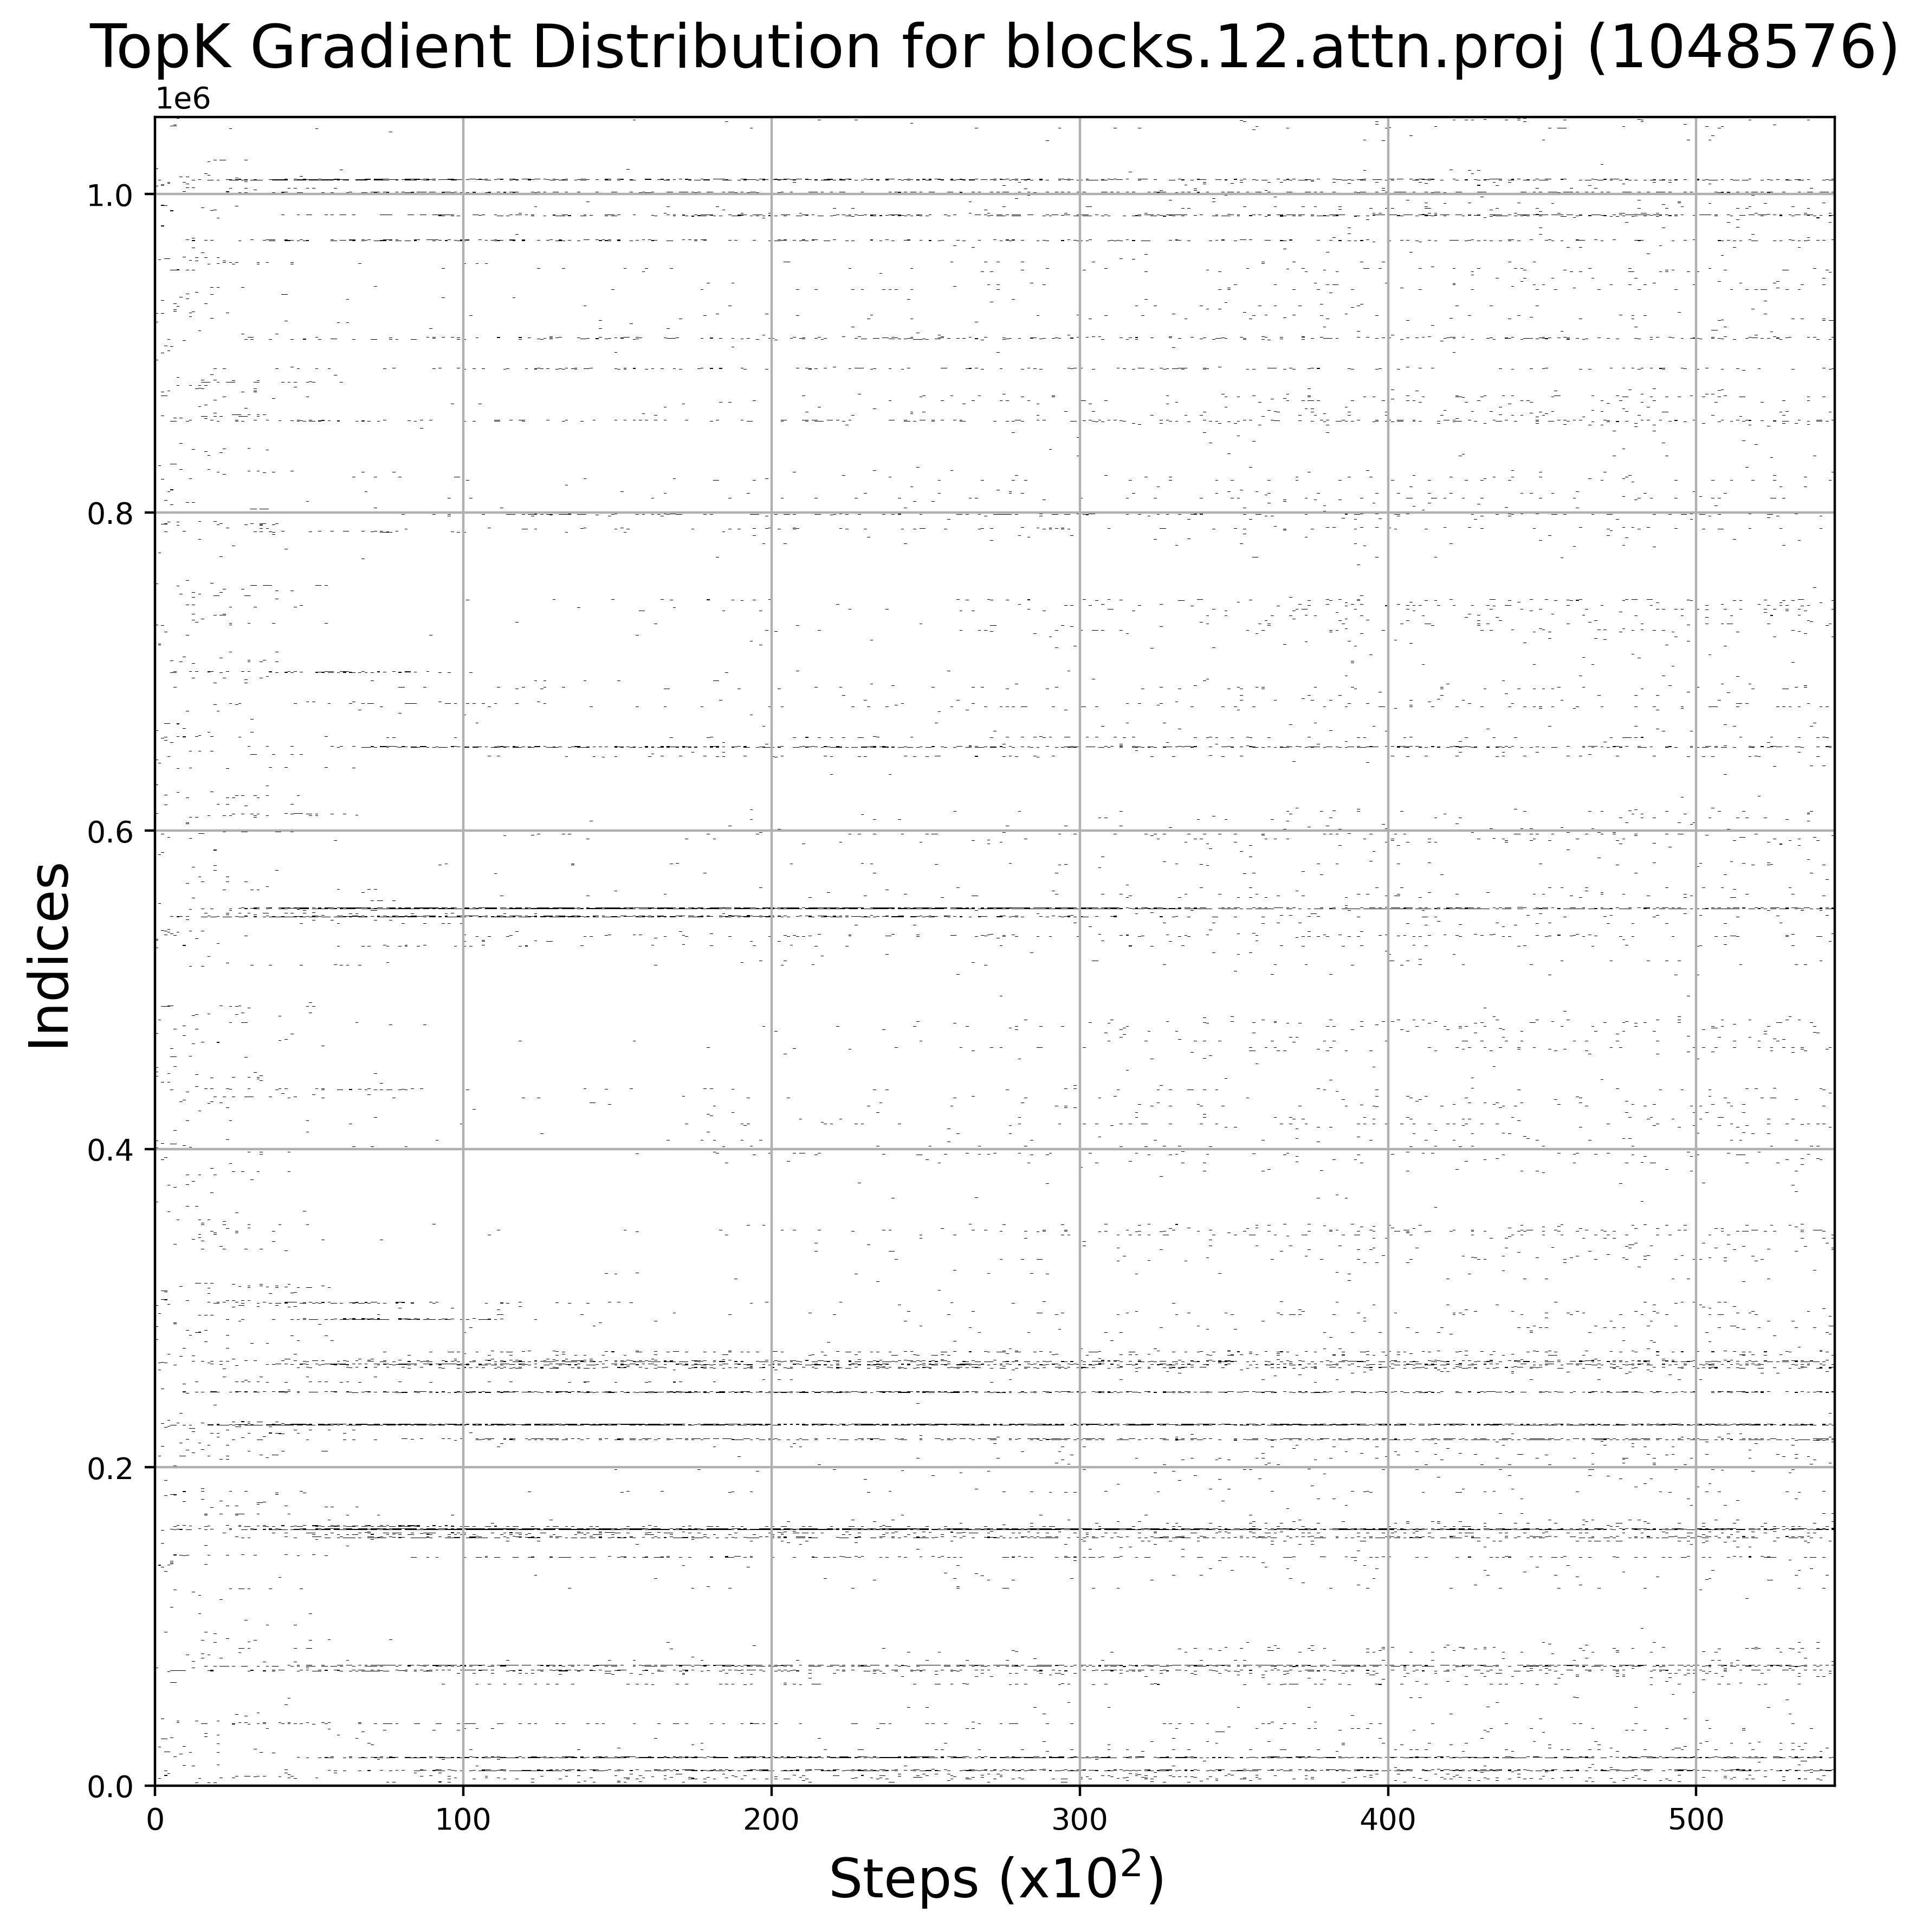 TopK Gradient Distribution for blocks.12.attn.proj (1048576)
1e6
1.0
0.8
0.6
0.4
0.2
0.0
Indices
0 100 200 300 400 500
Steps (x10²)